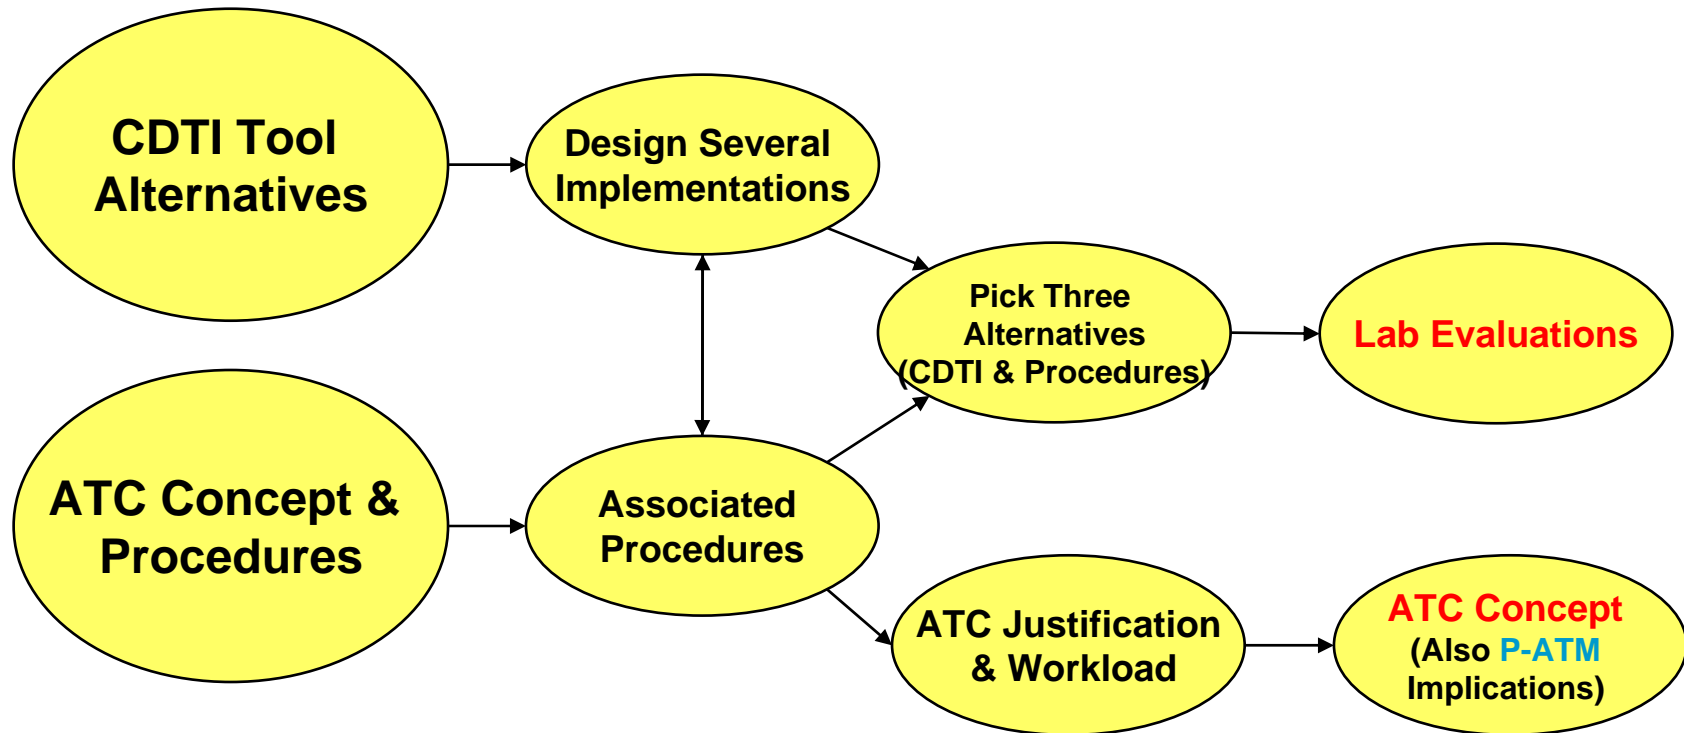 CDTI Tool
Alternatives
Design Several
Implementations
Pick Three
Alternatives
(CDTI & Procedures)
Lab Evaluations
ATC Concept &
Procedures
Associated
Procedures
ATC Justification
& Workload
ATC Concept
(Also P-ATM
Implications)